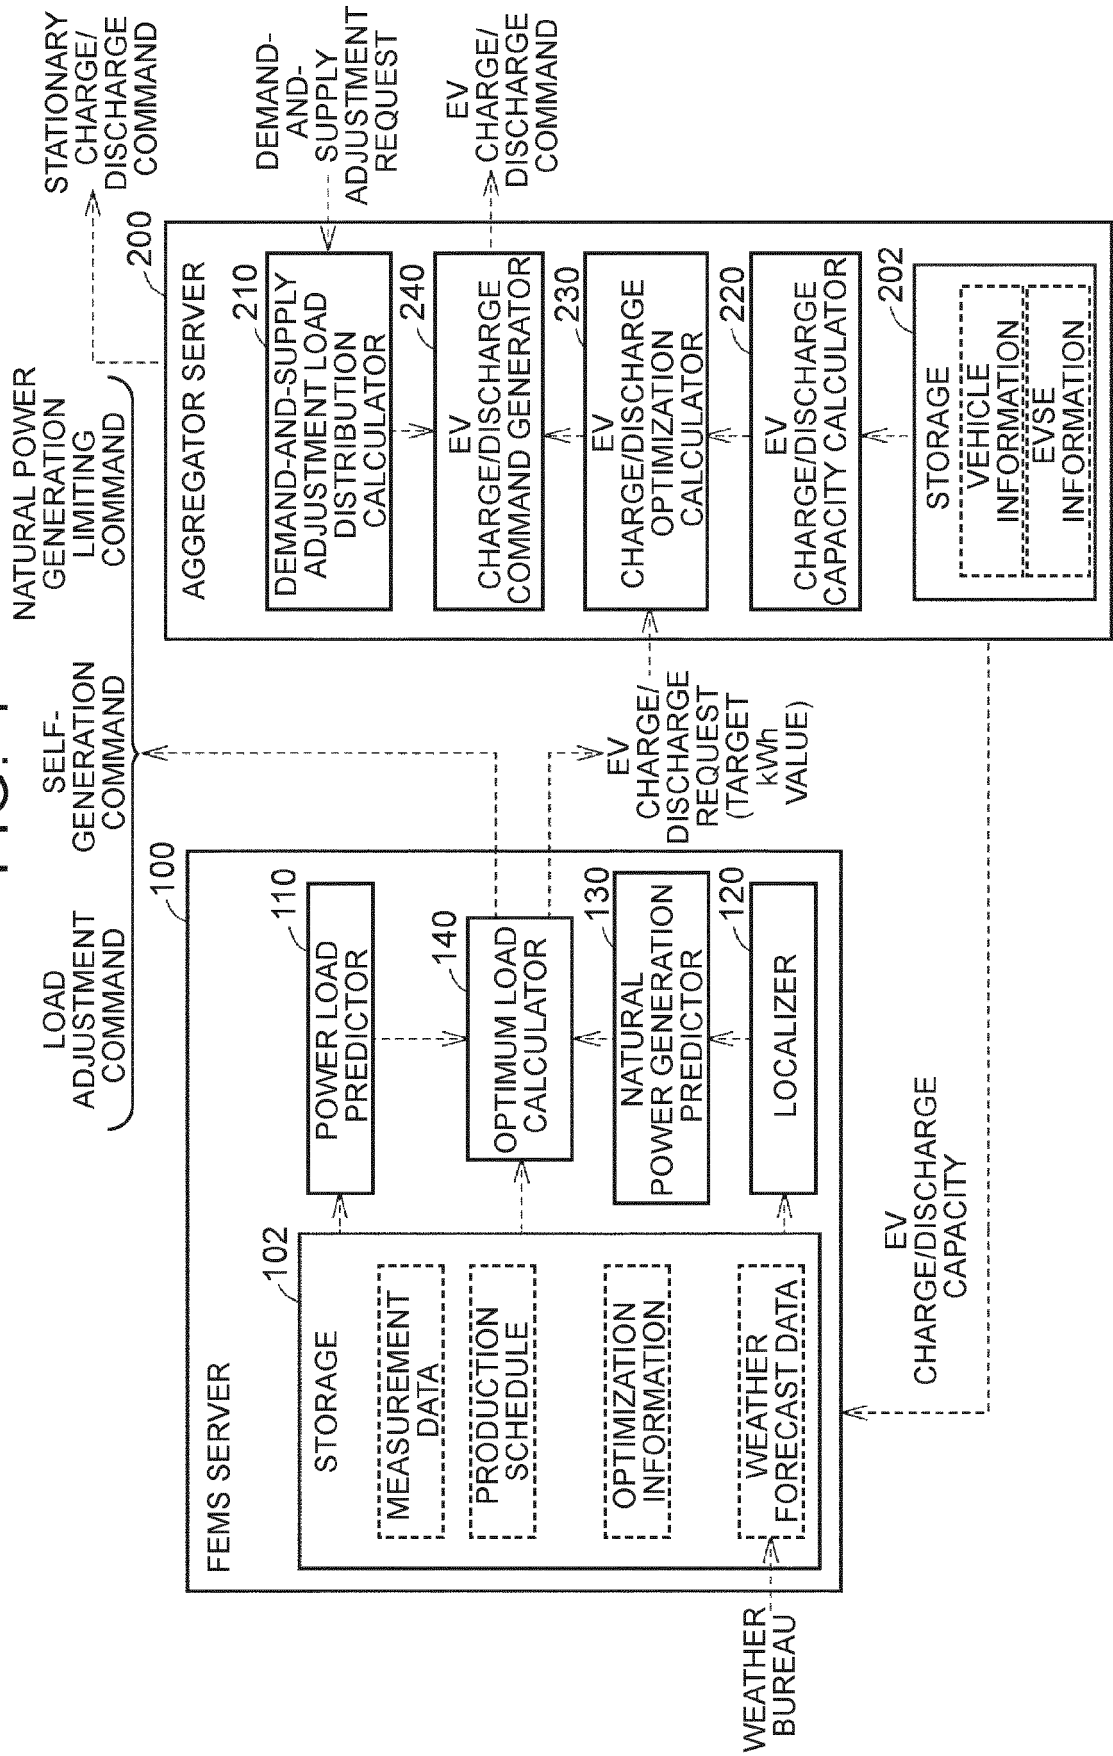 LOAD
ADJUSTMENT
COMMAND
SELF-
GENERATION
COMMAND
NATURAL POWER
GENERATION
LIMITING
COMMAND
STATIONARY
CHARGE/
DISCHARGE
COMMAND
100
FEMS SERVER
102
STORAGE
MEASUREMENT
DATA
PRODUCTION
SCHEDULE
OPTIMIZATION
INFORMATION
WEATHER
FORECAST DATA
WEATHER
BUREAU
110
POWER LOAD
PREDICTOR
140
OPTIMUM LOAD
CALCULATOR
130
NATURAL
POWER GENERATION
PREDICTOR
120
LOCALIZER
EV
CHARGE/
DISCHARGE
REQUEST
(TARGET
kWh
VALUE)
EV
CHARGE/DISCHARGE
CAPACITY
200
AGGREGATOR SERVER
210
DEMAND-AND-SUPPLY
ADJUSTMENT LOAD
DISTRIBUTION
CALCULATOR
240
EV
CHARGE/DISCHARGE
COMMAND GENERATOR
230
EV
CHARGE/DISCHARGE
OPTIMIZATION
CALCULATOR
220
EV
CHARGE/DISCHARGE
CAPACITY CALCULATOR
202
STORAGE
VEHICLE
INFORMATION
EVSE
INFORMATION
DEMAND-
AND-
SUPPLY
ADJUSTMENT
REQUEST
EV
CHARGE/
DISCHARGE
COMMAND